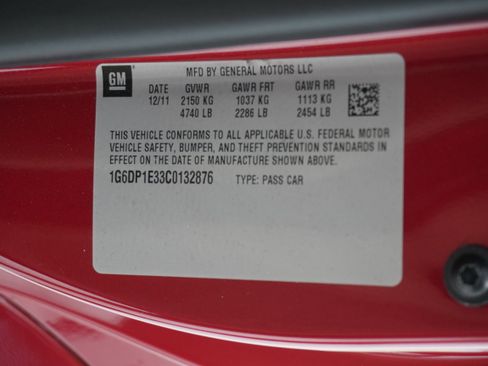 GM
MFD BY GENERAL MOTORS LLC
DATE GVWR GAWR FRT GAWR RR
12/11 2150 KG 1037 KG 1113 KG
4740 LB 2286 LB 2454 LB
THIS VEHICLE CONFORMS TO ALL APPLICABLE U.S. FEDERAL MOTOR
VEHICLE SAFETY, BUMPER, AND THEFT PREVENTION STANDARDS IN
EFFECT ON THE DATE OF MANUFACTURE SHOWN ABOVE.
1G6DP1E33C0132876 TYPE: PASS CAR